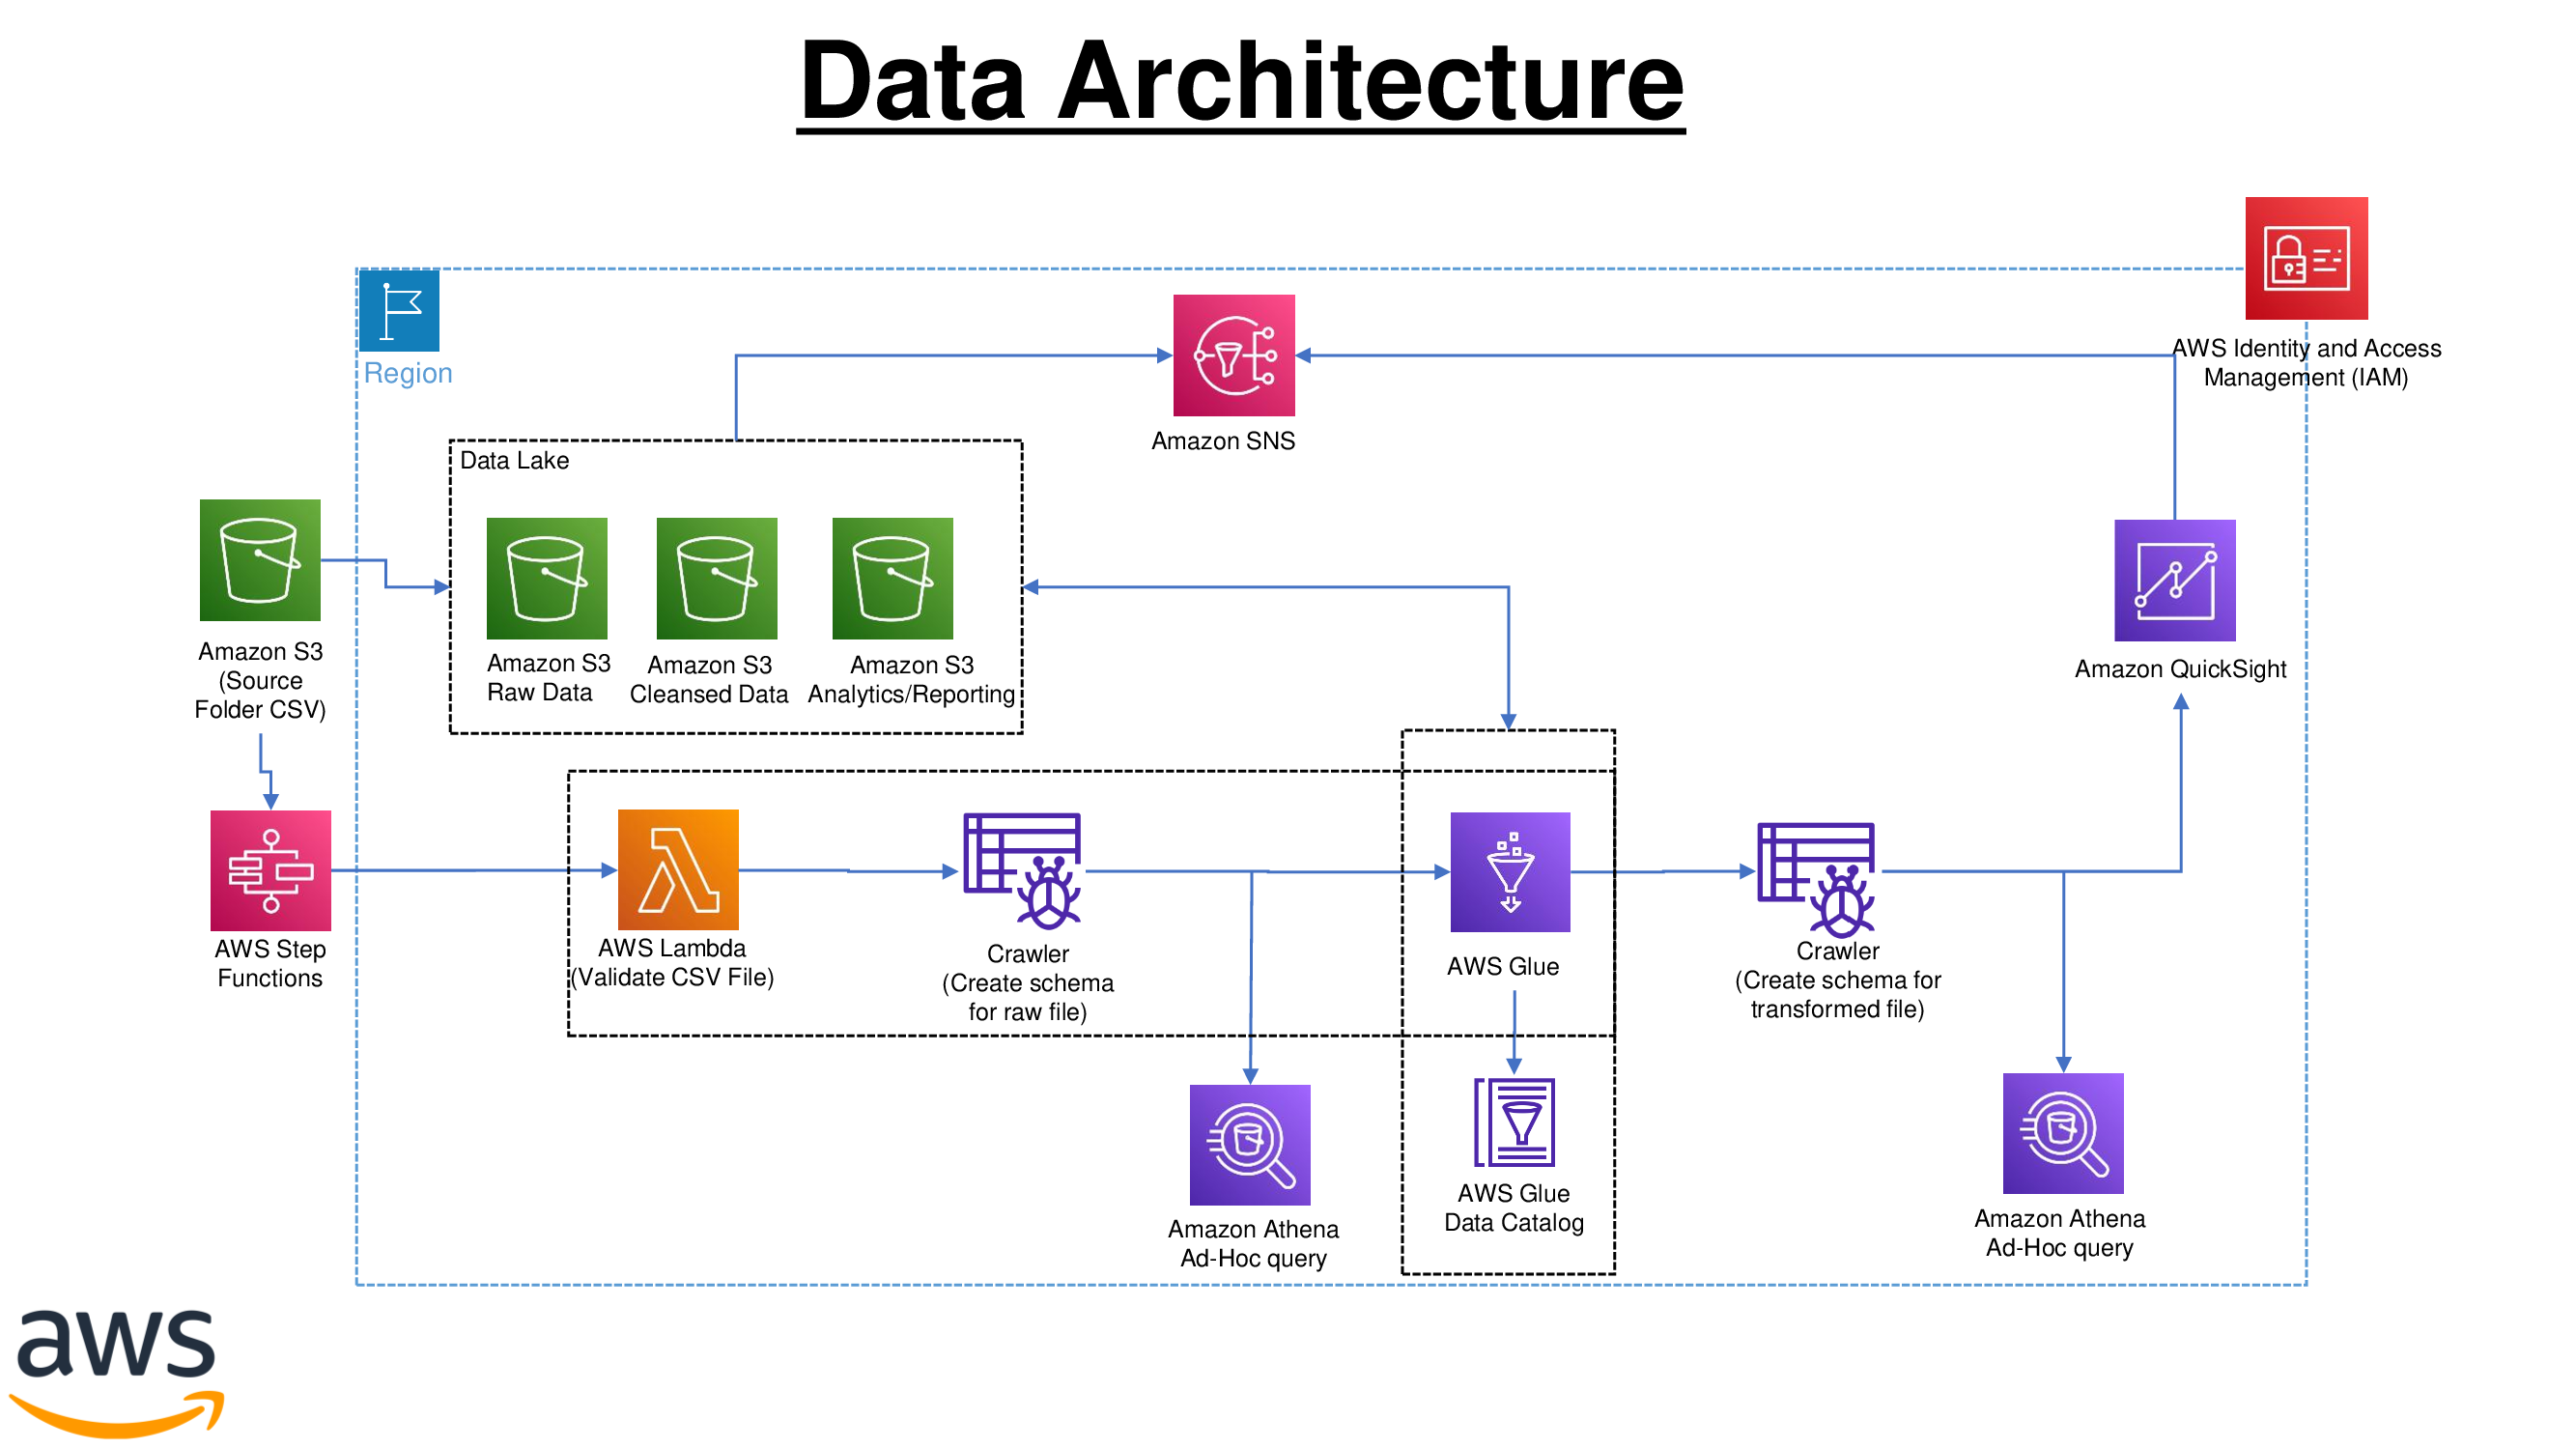 Data Architecture
AWS Identity and Access
Management (IAM)
Region
Amazon SNS
Data Lake
Amazon S3
(Source
Folder CSV)
Amazon S3
Raw Data
Amazon S3
Cleansed Data
Amazon S3
Analytics/Reporting
Amazon QuickSight
AWS Step
Functions
AWS Lambda
(Validate CSV File)
Crawler
(Create schema
for raw file)
AWS Glue
Crawler
(Create schema for
transformed file)
Amazon Athena
Ad-Hoc query
AWS Glue
Data Catalog
Amazon Athena
Ad-Hoc query
aws